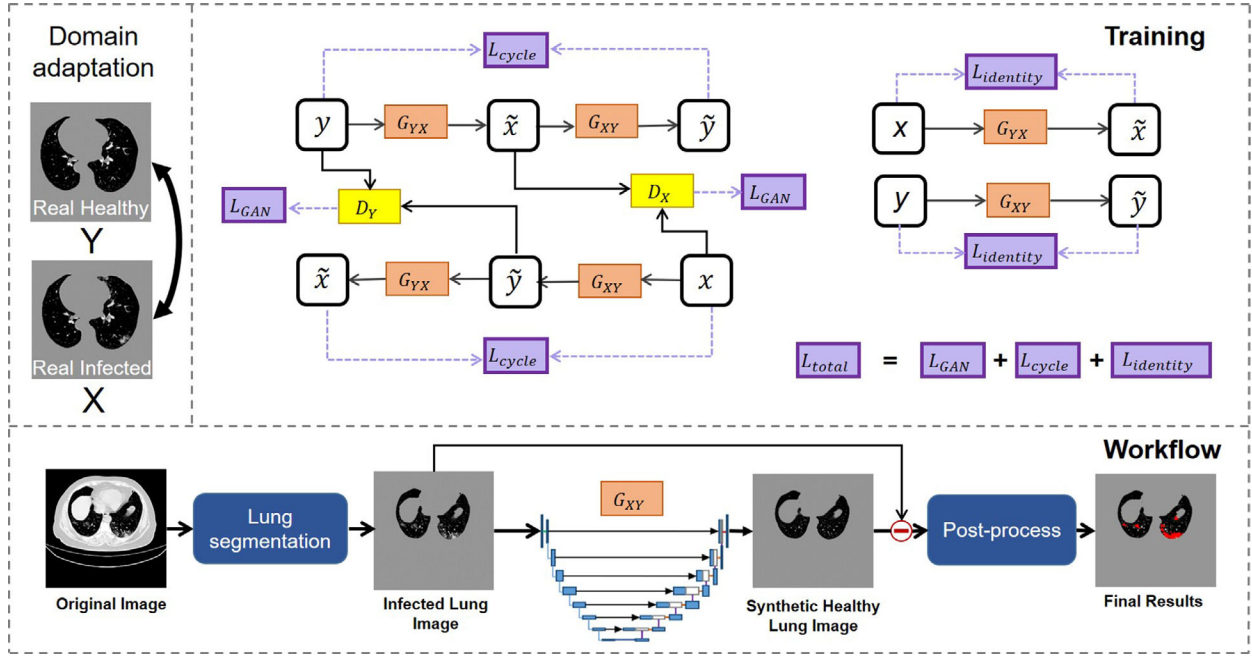 Domain
adaptation
Real Healthy
Y
Real Infected
X
Training
L_cycle
y
G_YX
x̃
G_XY
ỹ
L_GAN
D_Y
D_X
L_GAN
x̃
G_YX
ỹ
G_XY
x
L_cycle
L_identity
x
G_YX
x̃
y
G_XY
ỹ
L_identity
L_total = L_GAN + L_cycle + L_identity
Workflow
Original Image
Lung
segmentation
Infected Lung
Image
G_XY
Synthetic Healthy
Lung Image
Post-process
Final Results